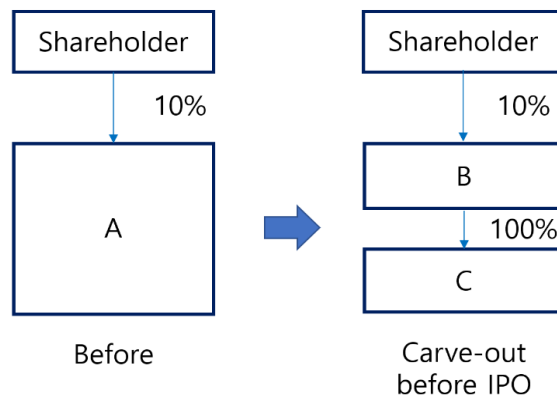 Shareholder
10%
A
Before
Shareholder
10%
B
100%
C
Carve-out
before IPO